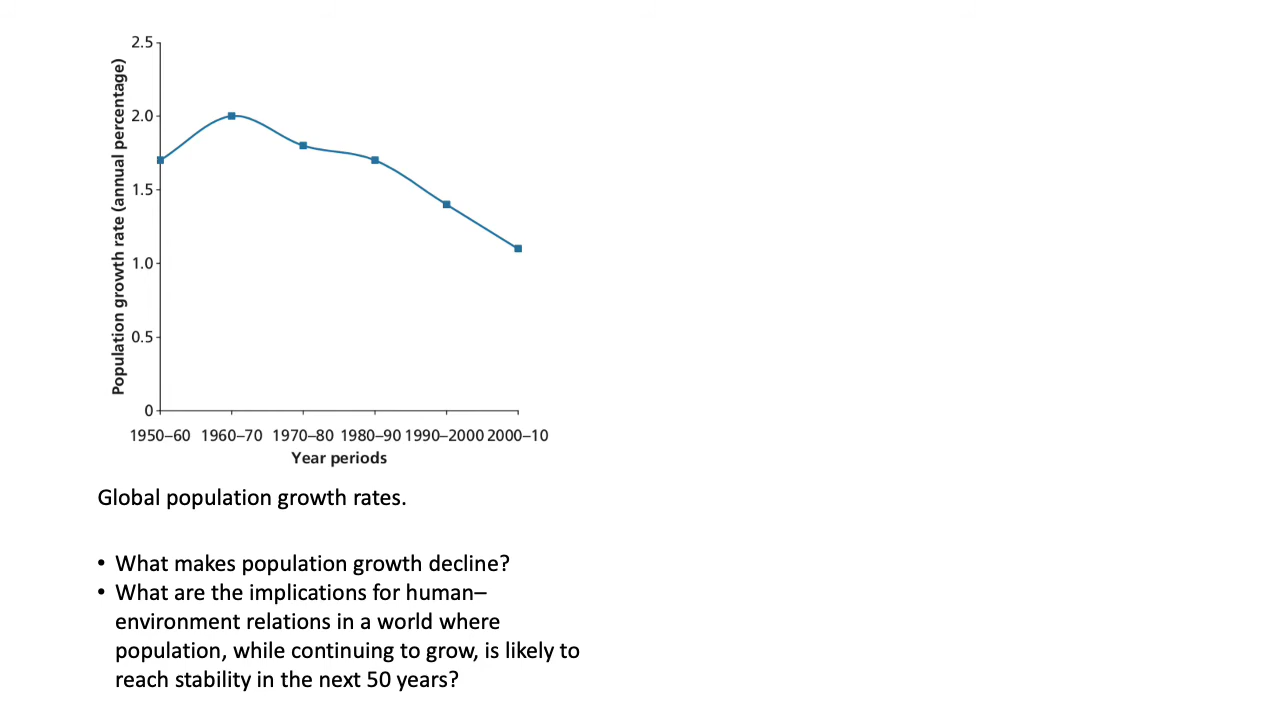 2.5
2.0
1.5
1.0
0.5
0
Population growth rate (annual percentage)
1950–60 1960–70 1970–80 1980–90 1990–2000 2000–10
Year periods
Global population growth rates.
• What makes population growth decline?
• What are the implications for human–
environment relations in a world where
population, while continuing to grow, is likely to
reach stability in the next 50 years?